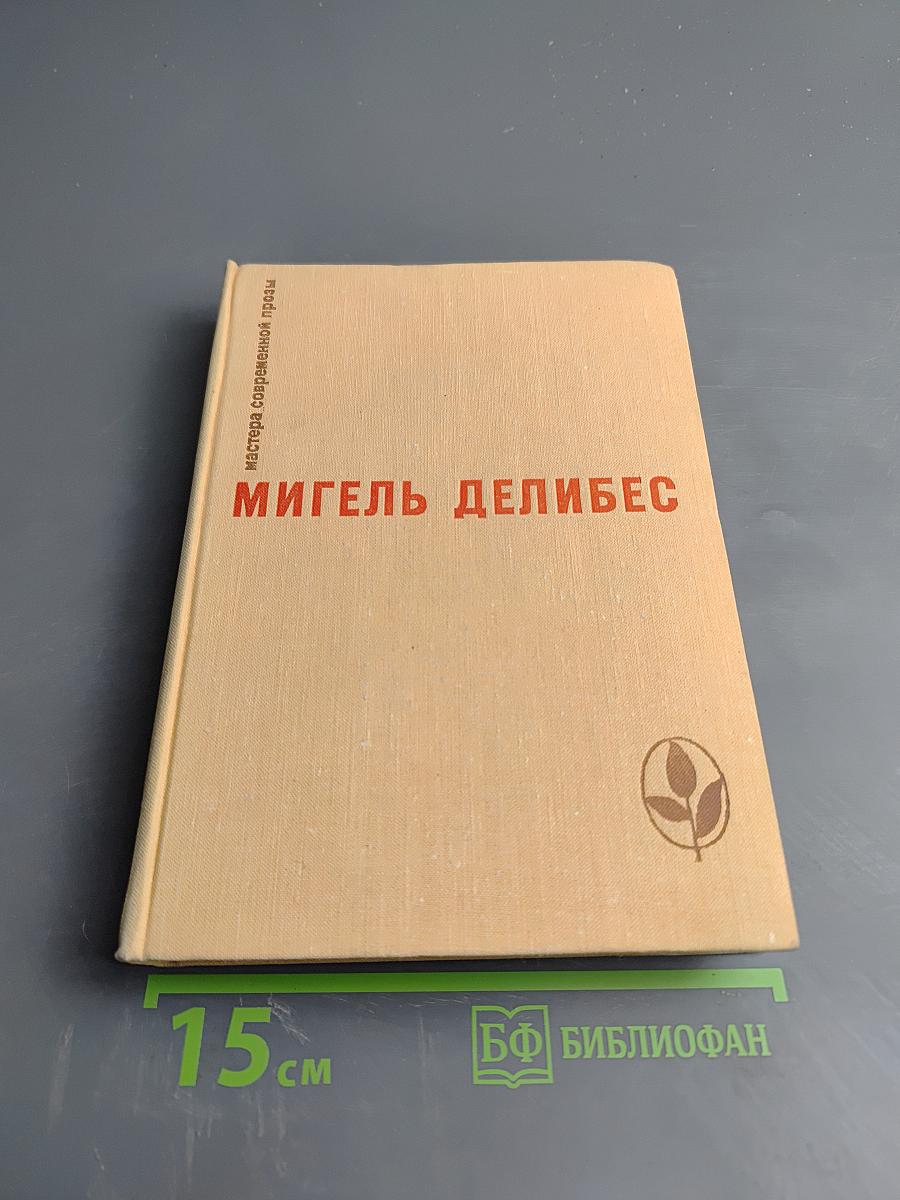 мастера современной прозы
МИГЕЛЬ ДЕЛИБЕС
15 см
БФ БИБЛИОФАН